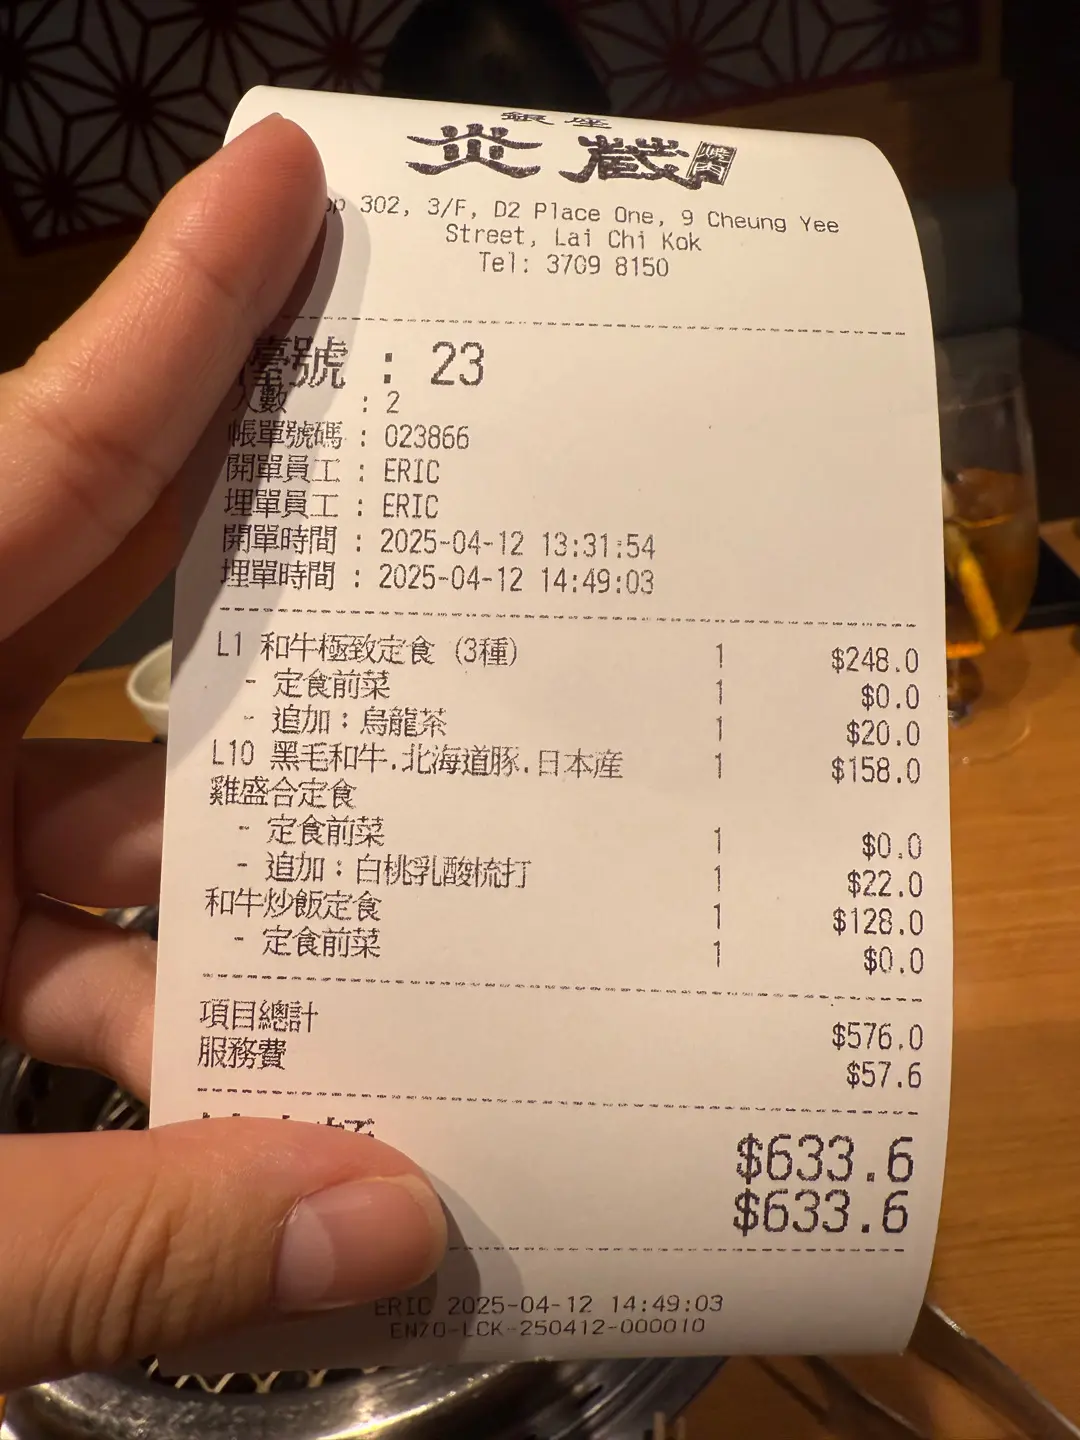 銀座
炎蔵 焼肉
op 302, 3/F, D2 Place One, 9 Cheung Yee
Street, Lai Chi Kok
Tel: 3709 8150
檯號 : 23
人數 : 2
帳單號碼 : 023866
開單員工 : ERIC
埋單員工 : ERIC
開單時間 : 2025-04-12 13:31:54
埋單時間 : 2025-04-12 14:49:03
L1 和牛極致定食 (3種) 1 $248.0
- 定食前菜 1 $0.0
- 追加：烏龍茶 1 $20.0
L10 黑毛和牛.北海道豚.日本産 1 $158.0
雞盛合定食
- 定食前菜 1 $0.0
- 追加：白桃乳酸梳打 1 $22.0
和牛炒飯定食 1 $128.0
- 定食前菜 1 $0.0
項目總計 $576.0
服務費 $57.6
$633.6
$633.6
ERIC 2025-04-12 14:49:03
EN70-LCK-250412-000010